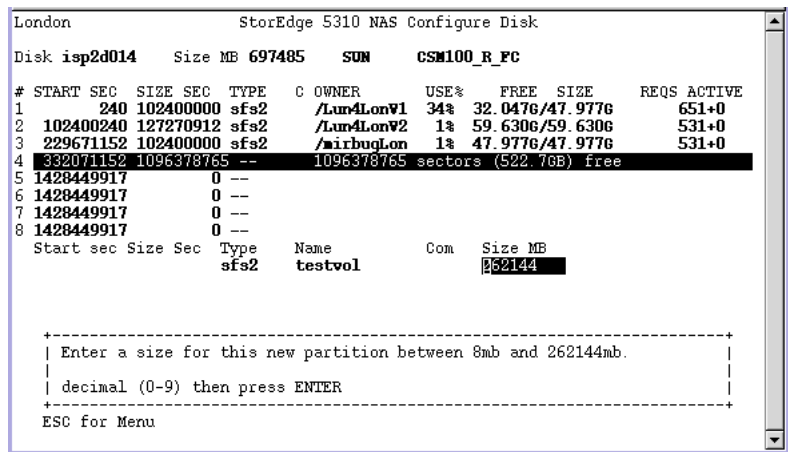 London StorEdge 5310 NAS Configure Disk
Disk isp2d014 Size MB 697485 SUN CSM100_R_FC
# START SEC SIZE SEC TYPE C OWNER USE% FREE SIZE REQS ACTIVE
1 240 102400000 sfs2 /Lun4LonV1 34% 32.047G/47.977G 651+0
2 102400240 127270912 sfs2 /Lun4LonV2 1% 59.630G/59.630G 531+0
3 229671152 102400000 sfs2 /mirbugLon 1% 47.977G/47.977G 531+0
4 332071152 1096378765 -- 1096378765 sectors (522.7GB) free
5 1428449917 0 --
6 1428449917 0 --
7 1428449917 0 --
8 1428449917 0 --
Start sec Size Sec Type Name Com Size MB
sfs2 testvol 262144
Enter a size for this new partition between 8mb and 262144mb.
decimal (0-9) then press ENTER
ESC for Menu